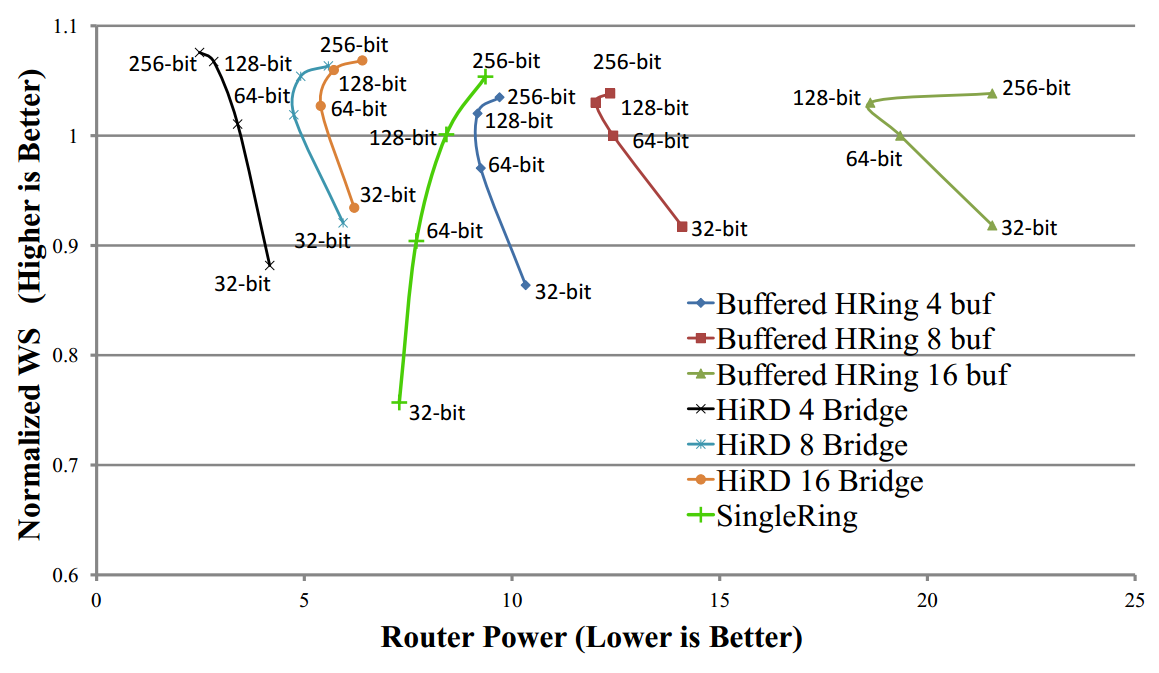 1.1
1
0.9
0.8
0.7
0.6
Normalized WS (Higher is Better)
256-bit
128-bit
64-bit
32-bit
256-bit
128-bit
64-bit
32-bit
256-bit
128-bit
64-bit
32-bit
256-bit
128-bit
64-bit
32-bit
256-bit
128-bit
64-bit
32-bit
256-bit
128-bit
64-bit
32-bit
Buffered HRing 4 buf
Buffered HRing 8 buf
Buffered HRing 16 buf
HiRD 4 Bridge
HiRD 8 Bridge
HiRD 16 Bridge
SingleRing
0 5 10 15 20 25
Router Power (Lower is Better)